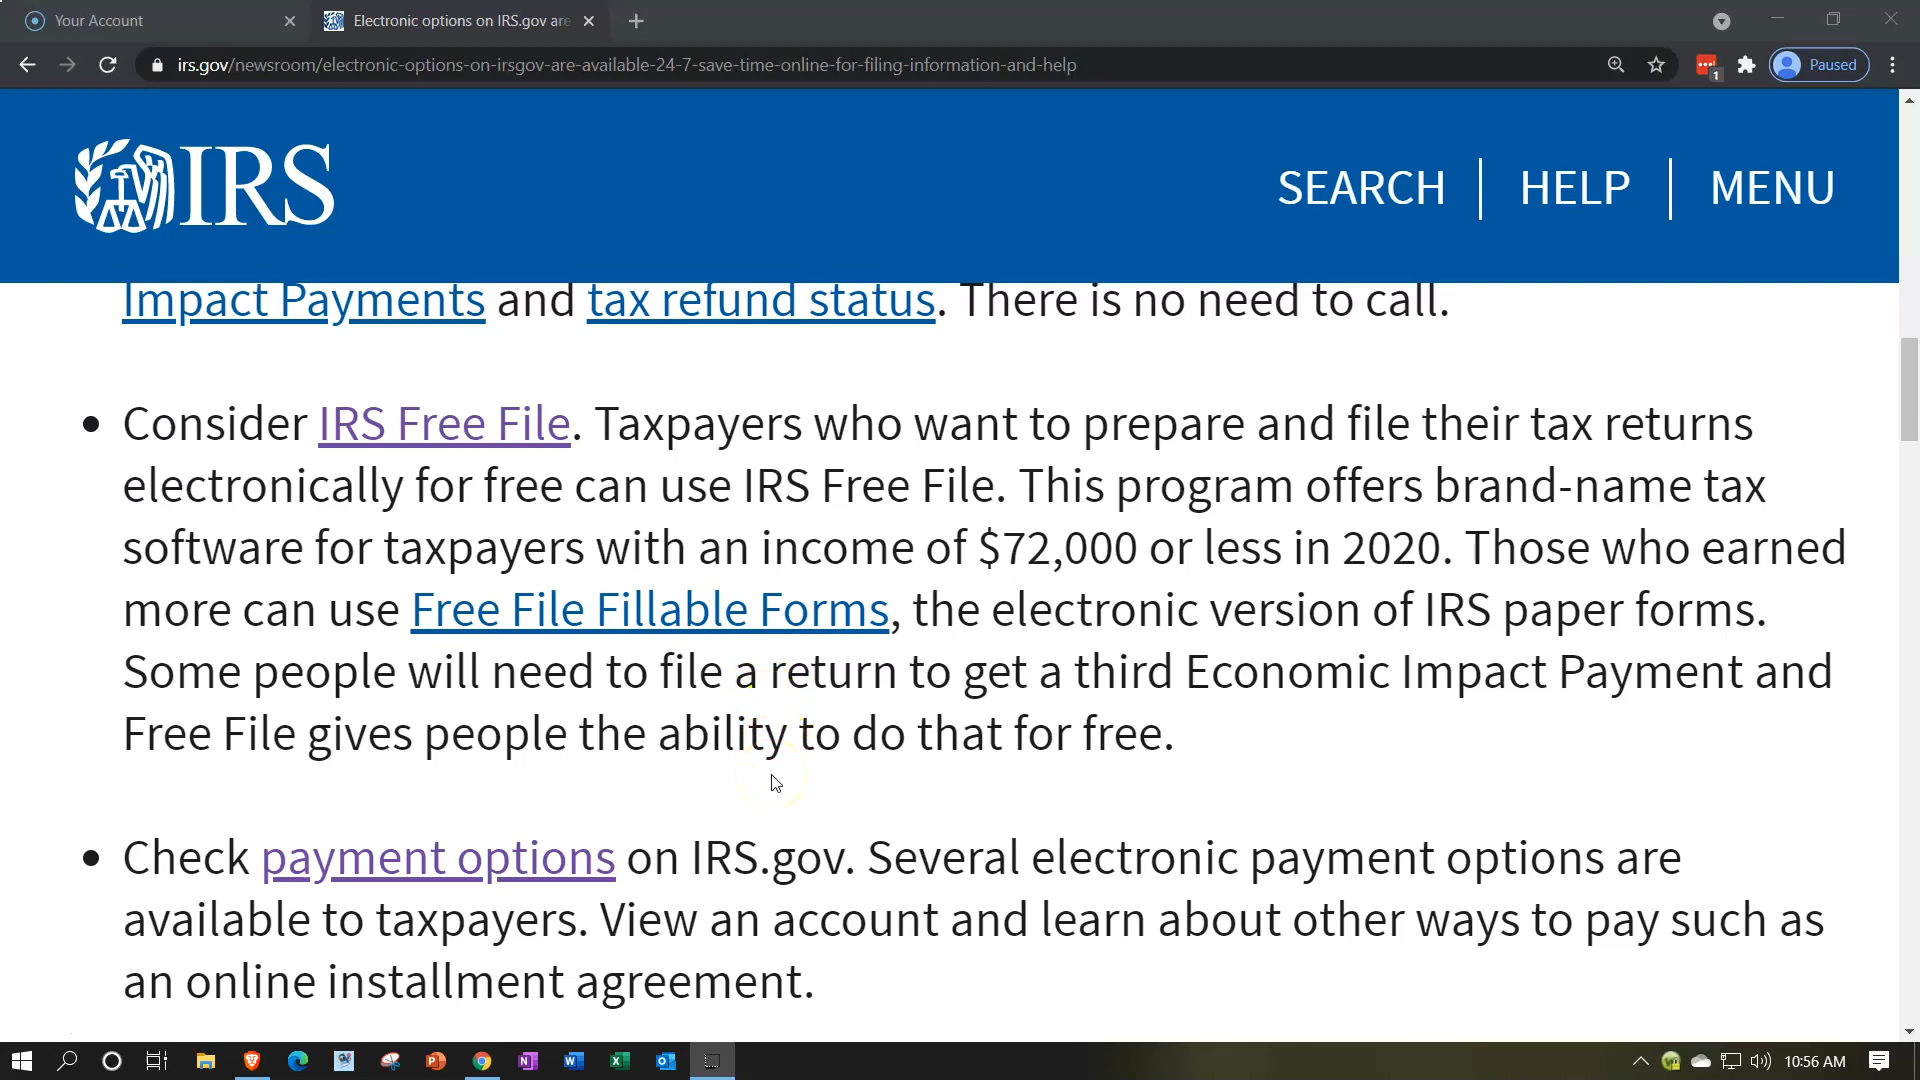 Your Account
Electronic options on IRS.gov are
irs.gov/newsroom/electronic-options-on-irsgov-are-available-24-7-save-time-online-for-filing-information-and-help
1
Paused
IRS
SEARCH
HELP
MENU
Impact Payments and tax refund status. There is no need to call.
• Consider IRS Free File. Taxpayers who want to prepare and file their tax returns
electronically for free can use IRS Free File. This program offers brand-name tax
software for taxpayers with an income of $72,000 or less in 2020. Those who earned
more can use Free File Fillable Forms, the electronic version of IRS paper forms.
Some people will need to file a return to get a third Economic Impact Payment and
Free File gives people the ability to do that for free.
• Check payment options on IRS.gov. Several electronic payment options are
available to taxpayers. View an account and learn about other ways to pay such as
an online installment agreement.
10:56 AM